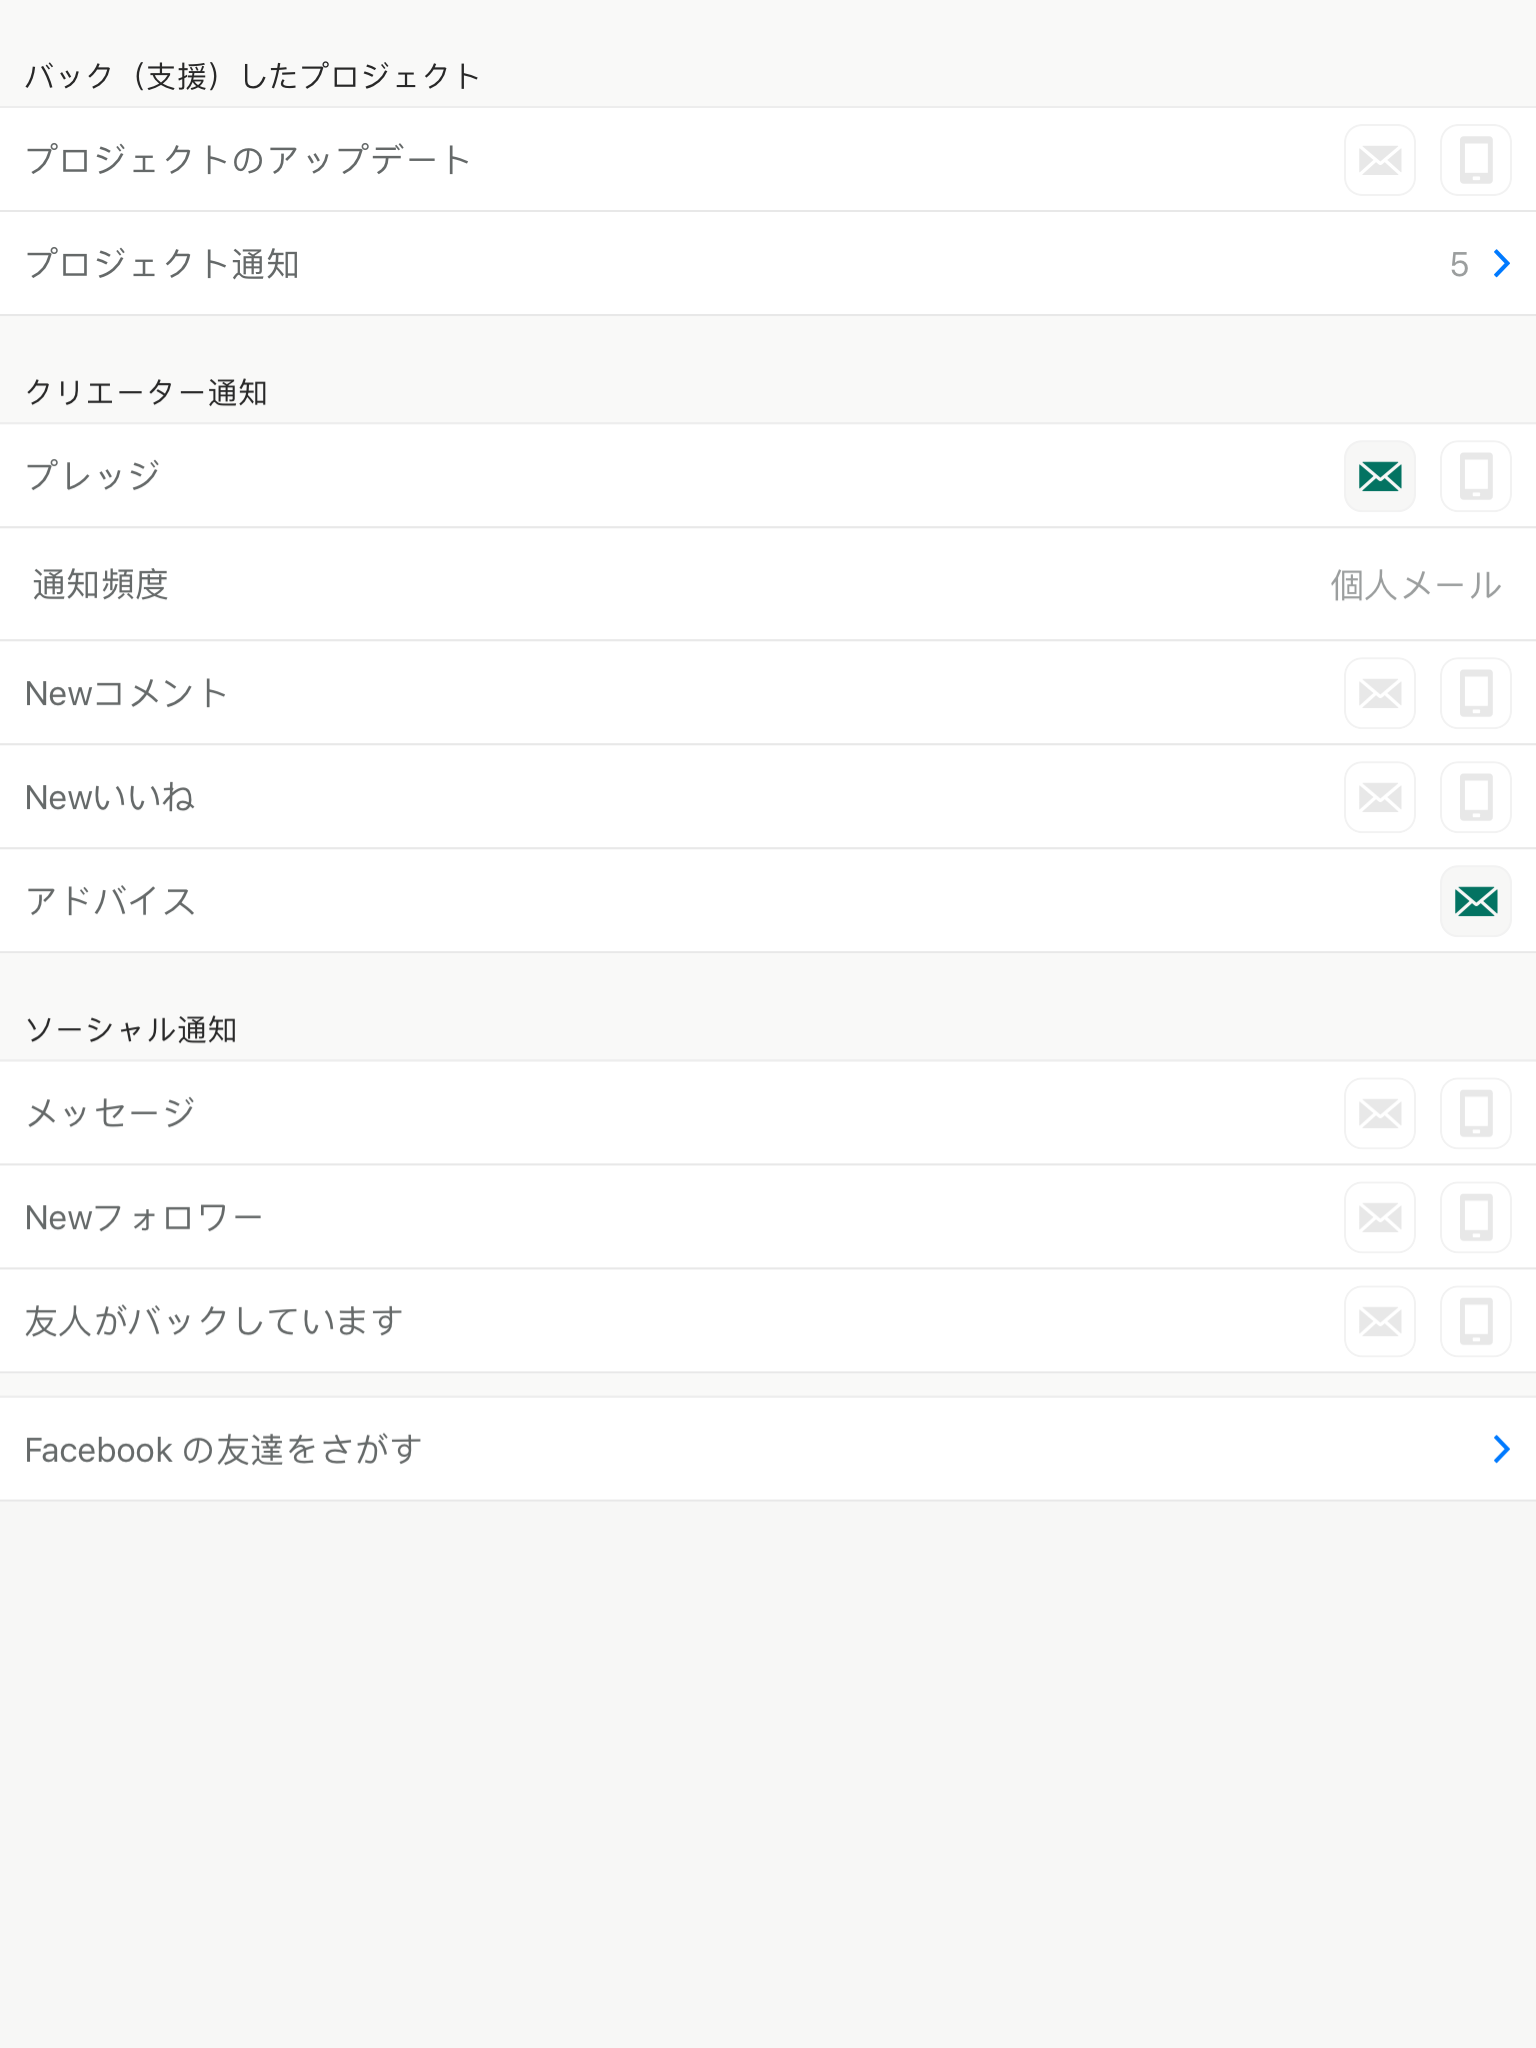 バック（支援）したプロジェクト
プロジェクトのアップデート
プロジェクト通知 5
クリエーター通知
プレッジ
通知頻度 個人メール
Newコメント
Newいいね
アドバイス
ソーシャル通知
メッセージ
Newフォロワー
友人がバックしています
Facebook の友達をさがす